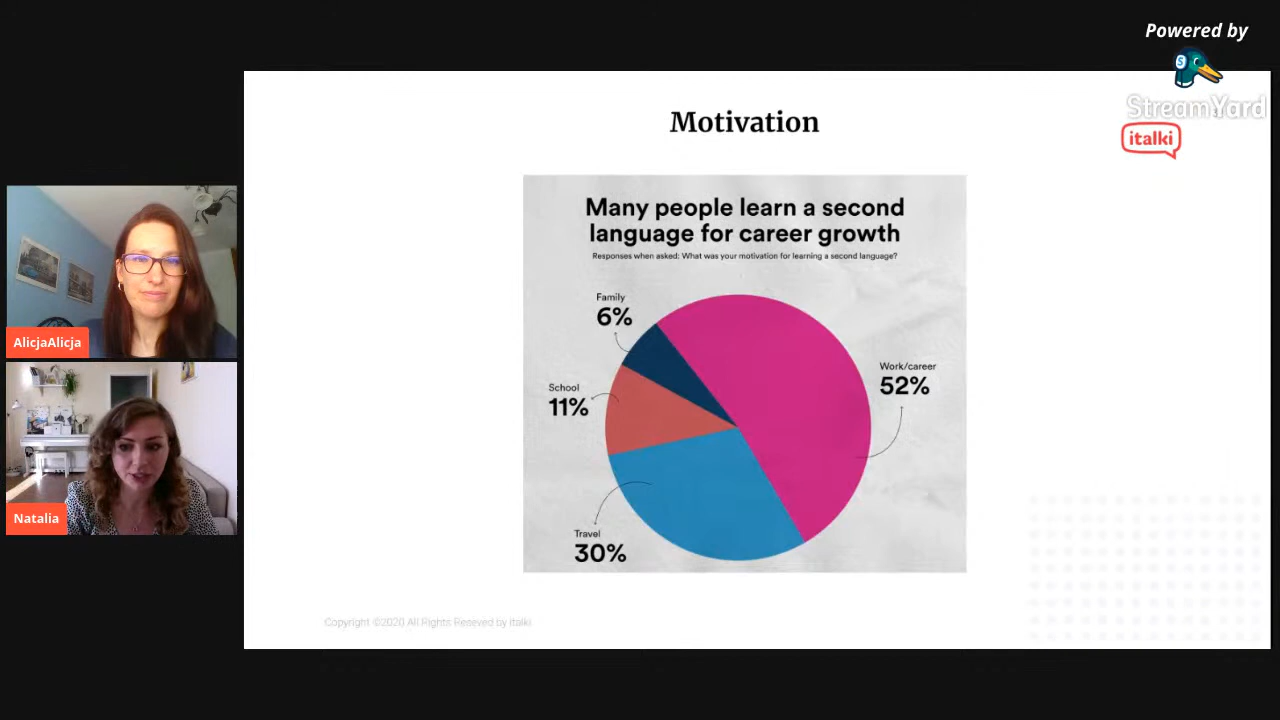 Powered by
StreamYard
italki
Motivation
Many people learn a second
language for career growth
Responses when asked: What was your motivation for learning a second language?
Family
6%
Work/career
52%
School
11%
Travel
30%
AlicjaAlicja
Natalia
Copyright ©2020 All Rights Reseved by italki.